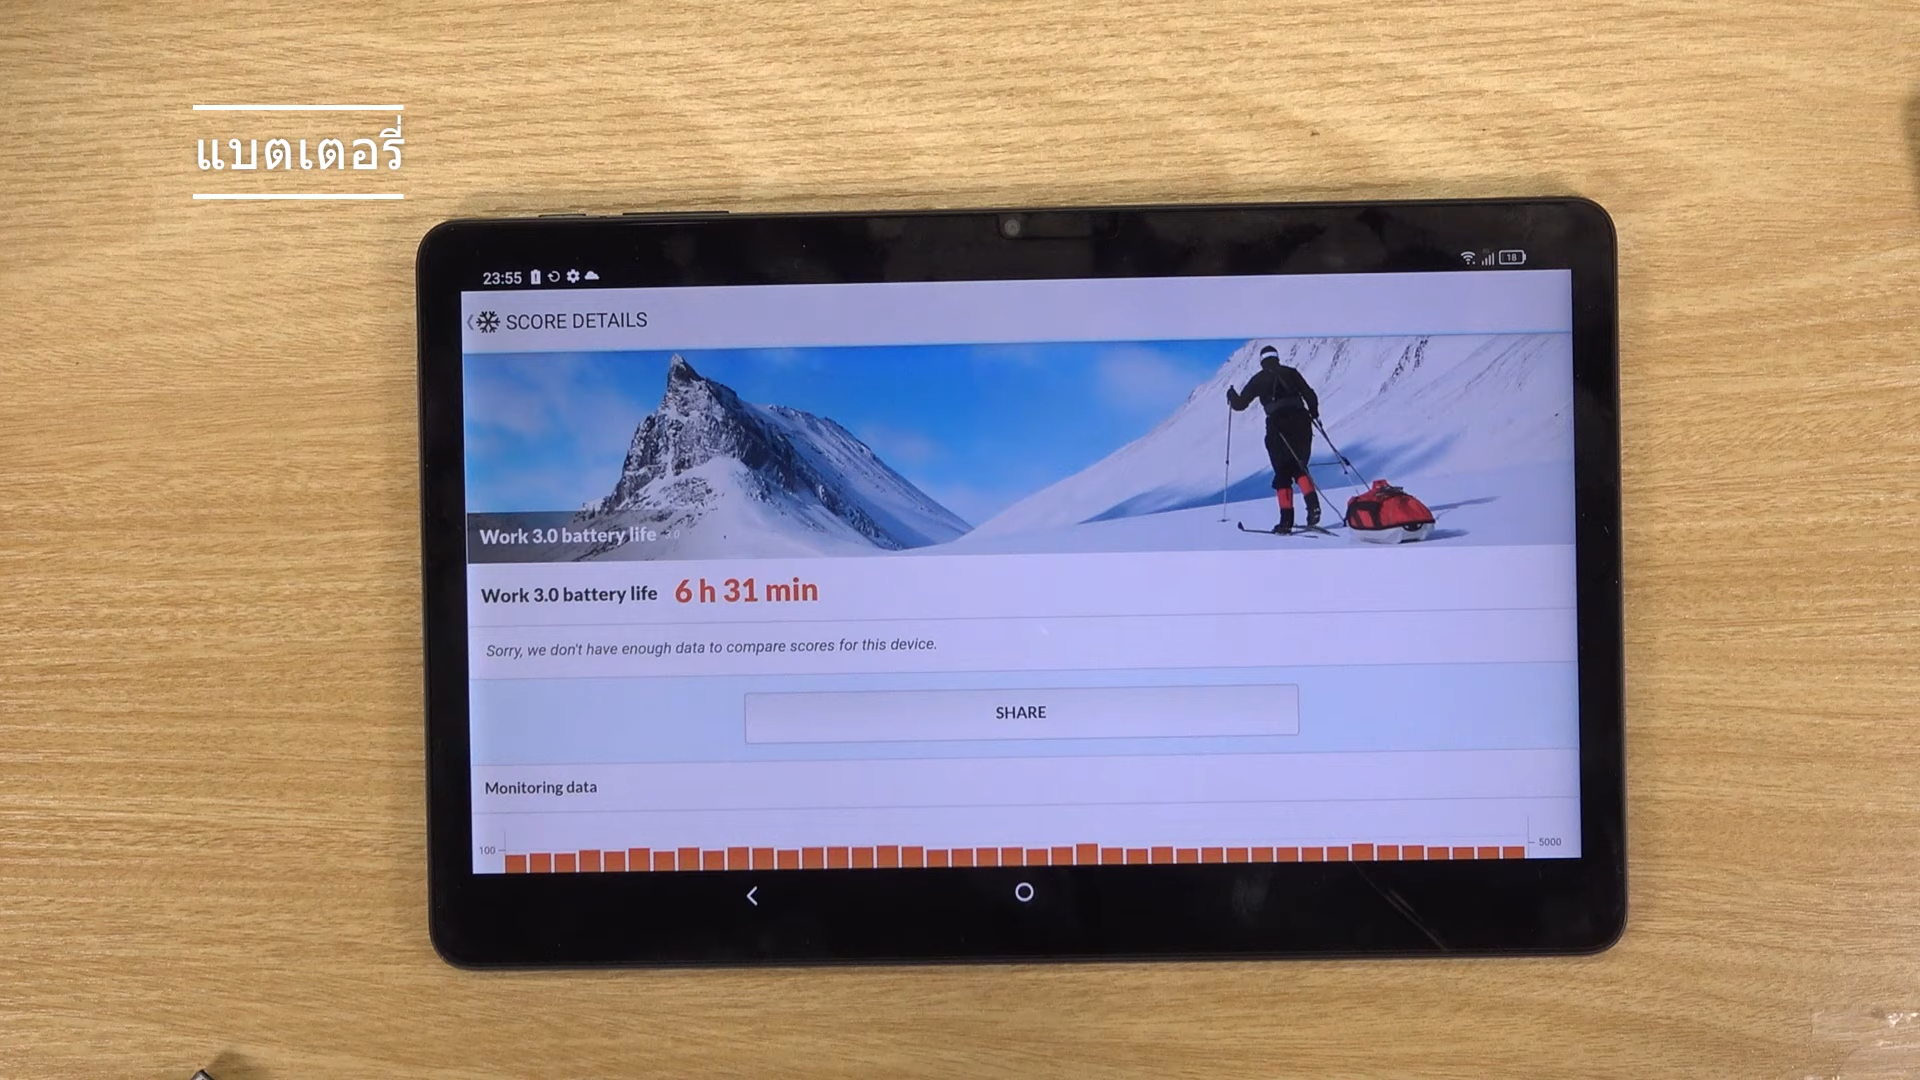 แบตเตอรี่
23:55
18
SCORE DETAILS
Work 3.0 battery life
Work 3.0 battery life 6 h 31 min
Sorry, we don't have enough data to compare scores for this device.
SHARE
Monitoring data
100
5000